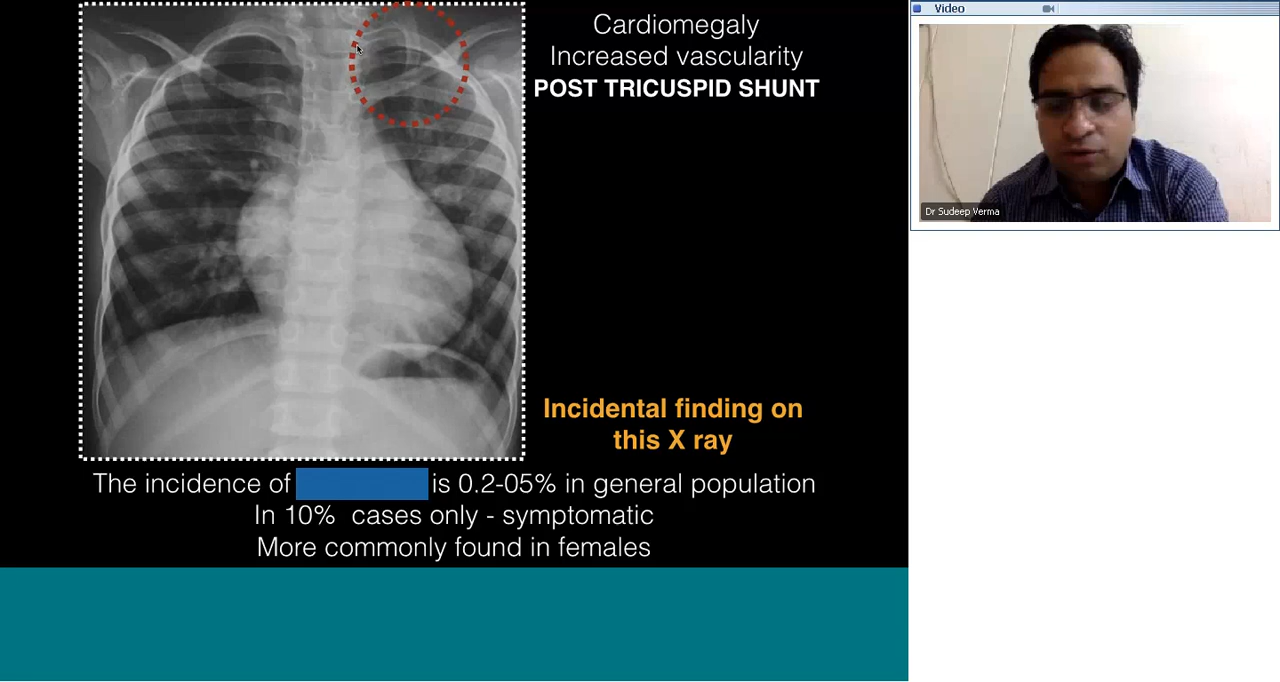 Cardiomegaly
Increased vascularity
POST TRICUSPID SHUNT
Incidental finding on
this X ray
The incidence of is 0.2-05% in general population
In 10% cases only - symptomatic
More commonly found in females
Video
Dr Sudeep Verma